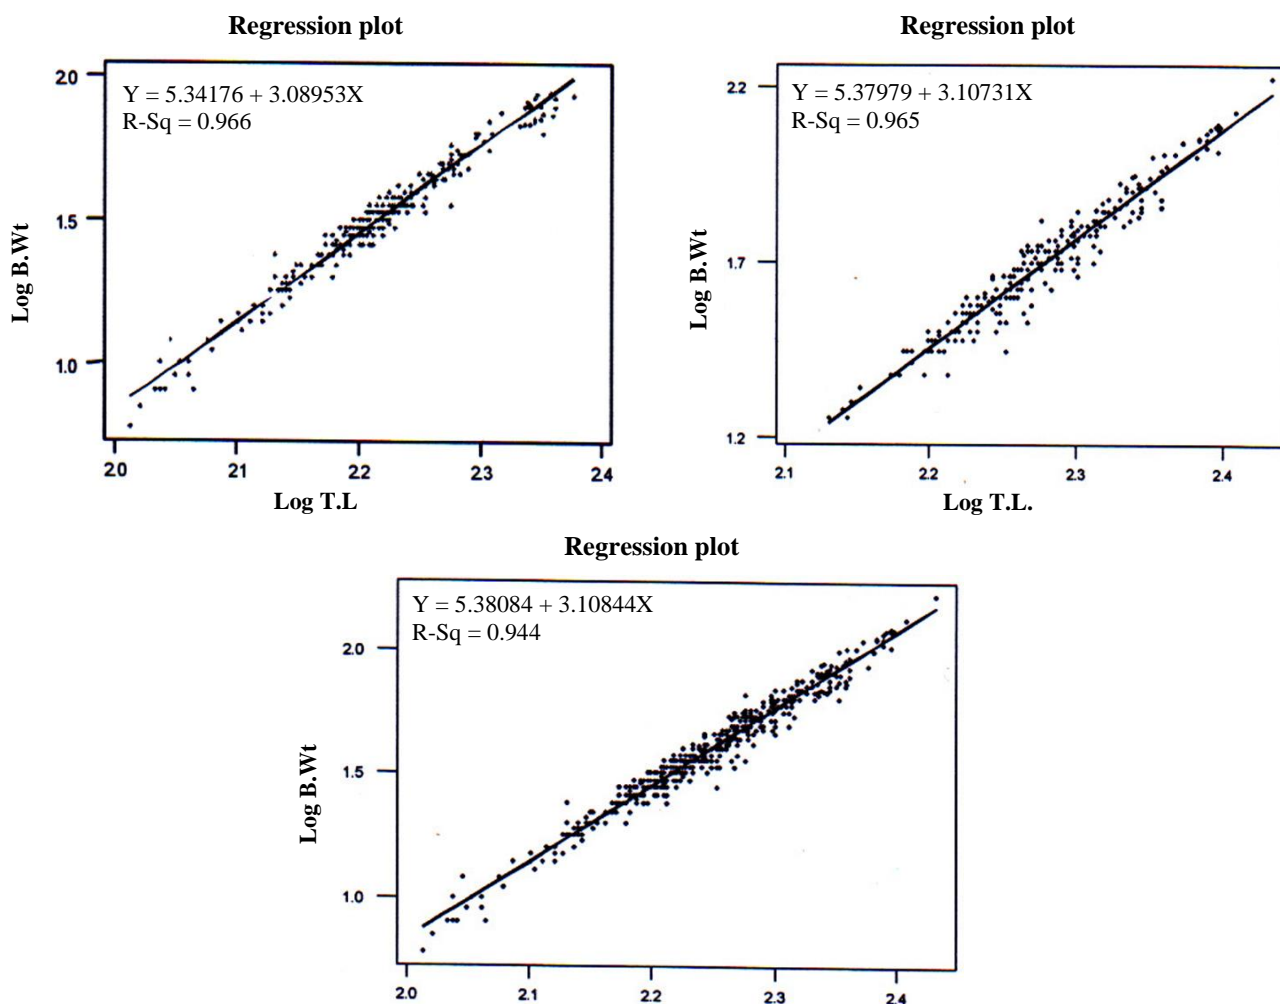 Regression plot
Y = 5.34176 + 3.08953X
R-Sq = 0.966
Log B.Wt
2.0
1.5
1.0
2.0 21 22 23 24
Log T.L
Regression plot
Y = 5.37979 + 3.10731X
R-Sq = 0.965
Log B.Wt
2.2
1.7
1.2
2.1 2.2 2.3 2.4
Log T.L.
Regression plot
Y = 5.38084 + 3.10844X
R-Sq = 0.944
Log B.Wt
2.0
1.5
1.0
2.0 2.1 2.2 2.3 2.4